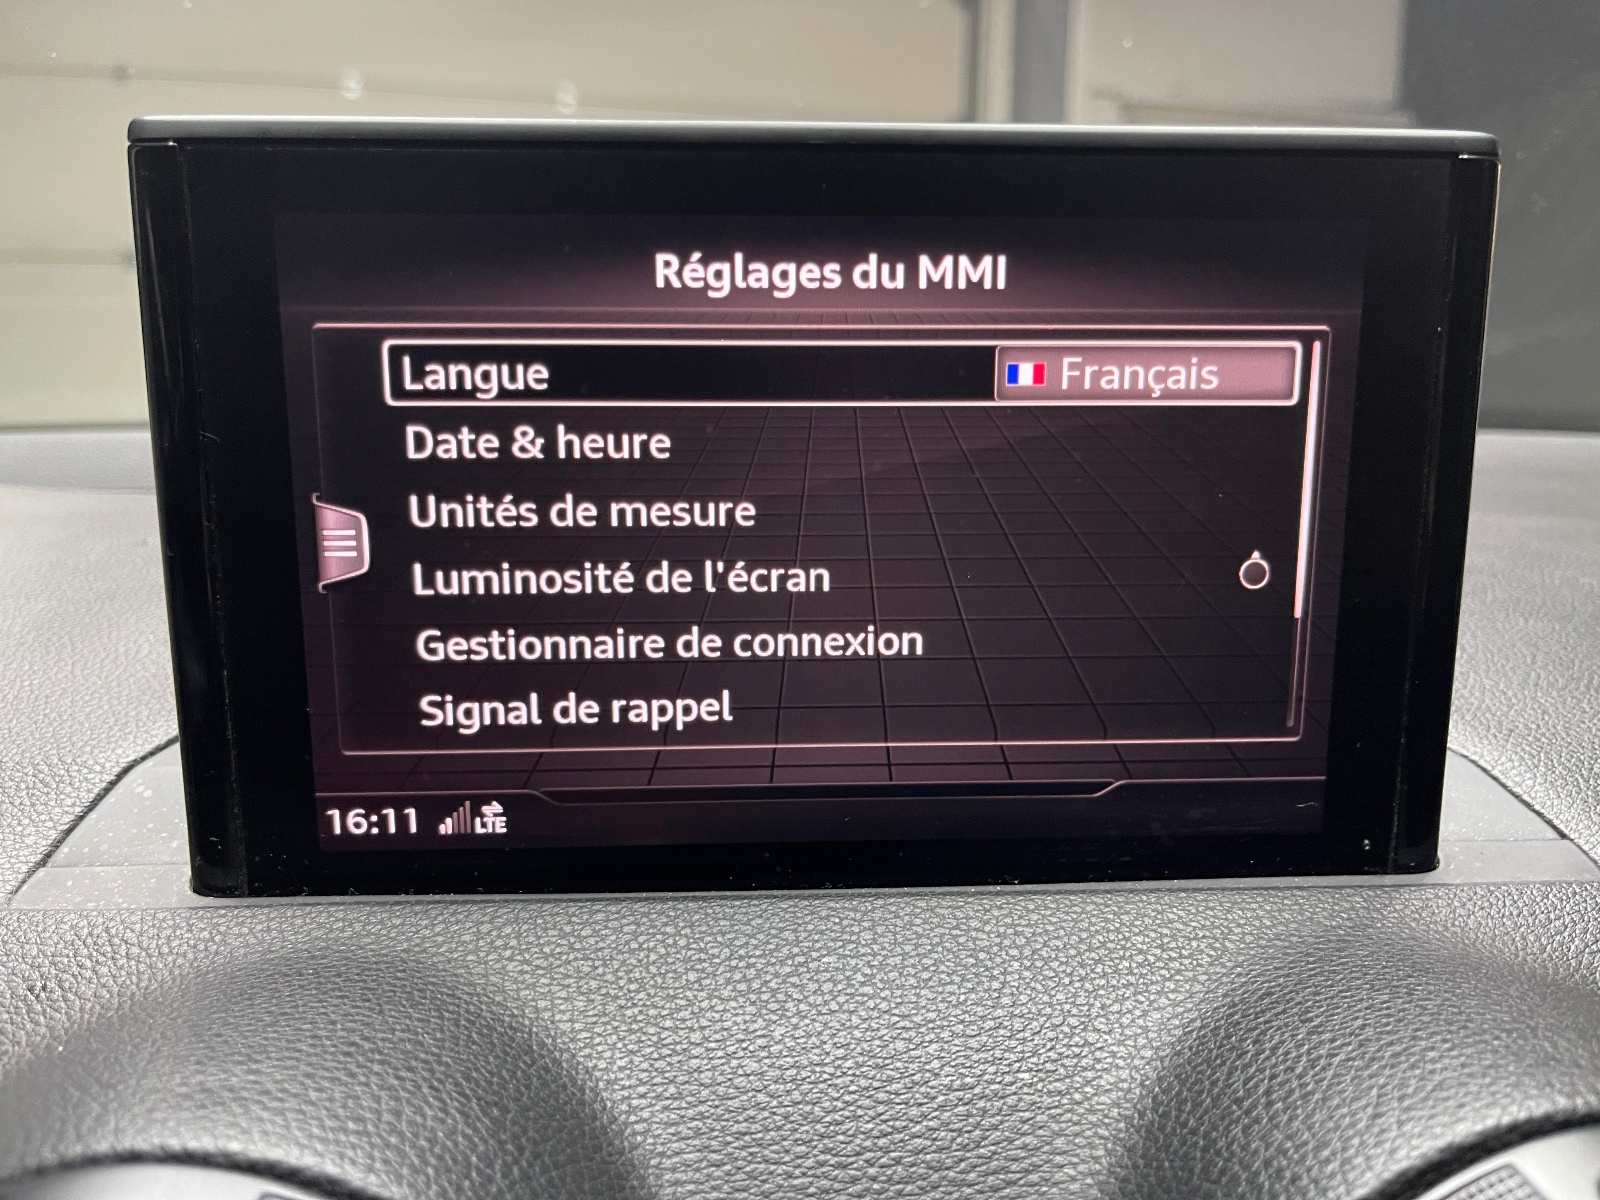 Réglages du MMI
Langue Français
Date & heure
Unités de mesure
Luminosité de l'écran
Gestionnaire de connexion
Signal de rappel
16:11 LTE